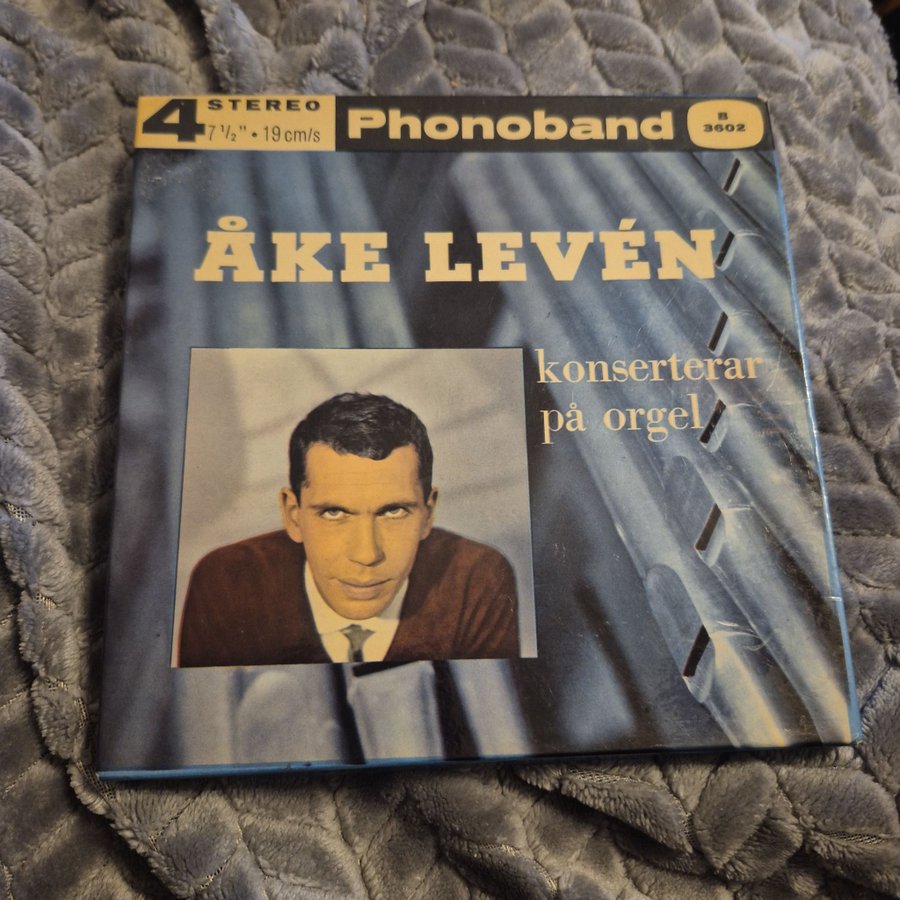 4 STEREO
7 1/2" • 19 cm/s
Phonoband
B
3602
ÅKE LEVÉN
konserterar
på orgel